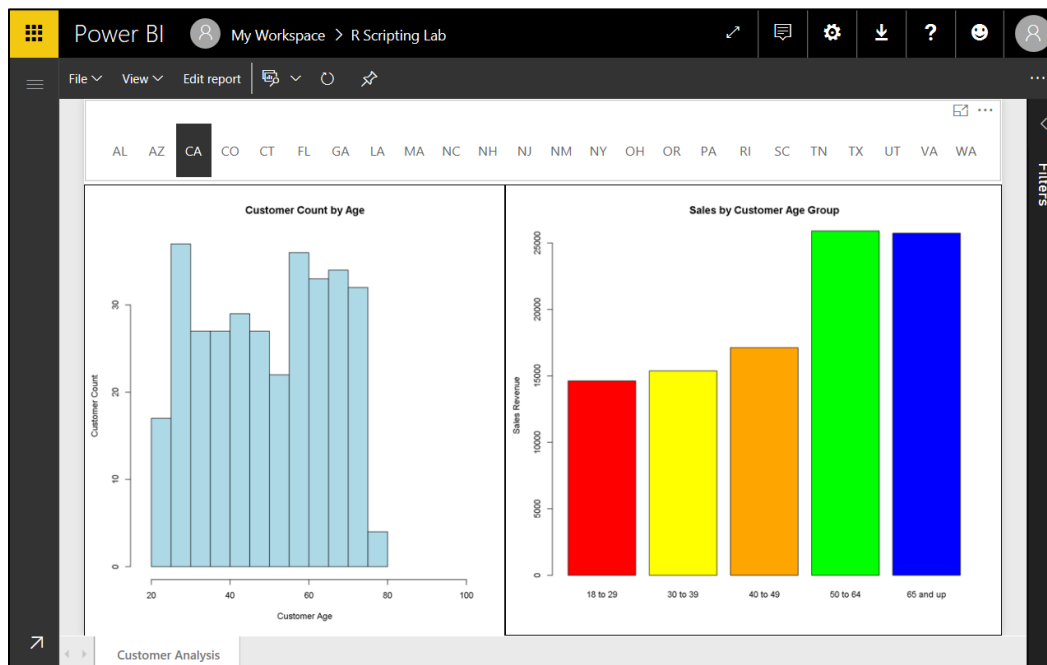 Power BI My Workspace > R Scripting Lab ?
File View Edit report
AL AZ CA CO CT FL GA LA MA NC NH NJ NM NY OH OR PA RI SC TN TX UT VA WA
Filters
Customer Count by Age
Customer Count
0
10
20
30
20 40 60 80 100
Customer Age
Sales by Customer Age Group
Sales Revenue
0
5000
10000
15000
20000
25000
18 to 29 30 to 39 40 to 49 50 to 64 65 and up
Customer Analysis